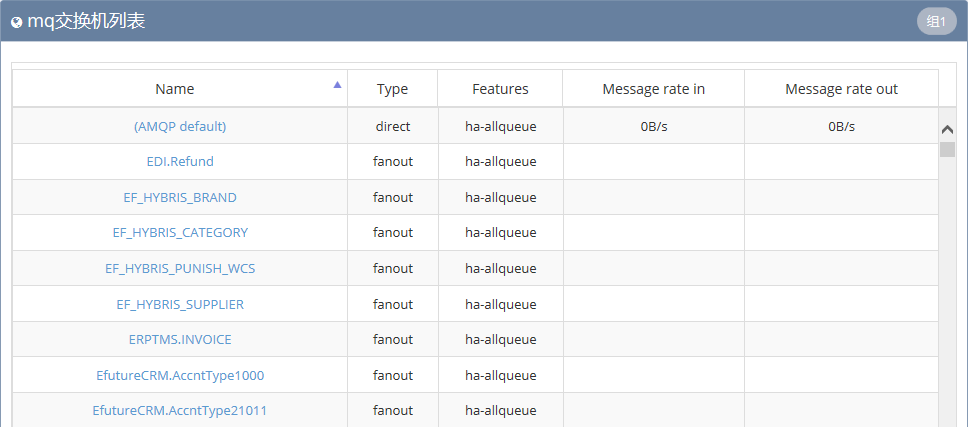 mq交换机列表 组1
Name Type Features Message rate in Message rate out
(AMQP default) direct ha-allqueue 0B/s 0B/s
EDI.Refund fanout ha-allqueue
EF_HYBRIS_BRAND fanout ha-allqueue
EF_HYBRIS_CATEGORY fanout ha-allqueue
EF_HYBRIS_PUNISH_WCS fanout ha-allqueue
EF_HYBRIS_SUPPLIER fanout ha-allqueue
ERPTMS.INVOICE fanout ha-allqueue
EfutureCRM.AccntType1000 fanout ha-allqueue
EfutureCRM.AccntType21011 fanout ha-allqueue